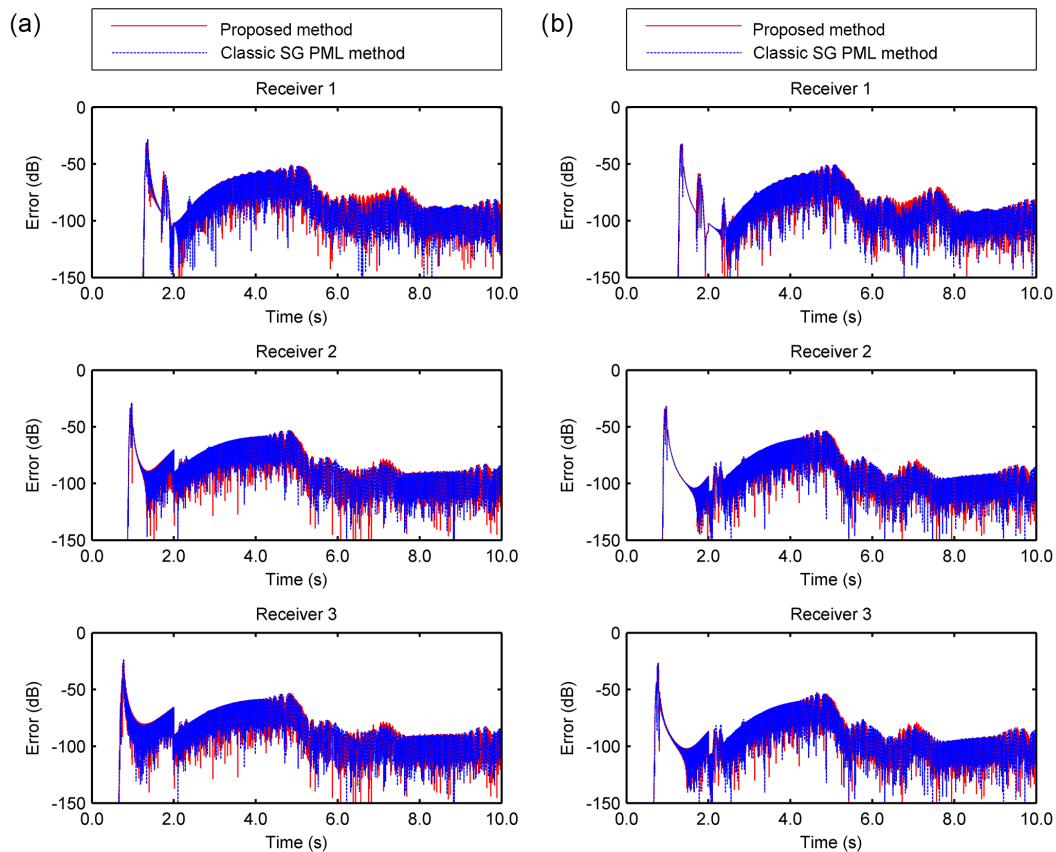 (a)
Proposed method
Classic SG PML method
Receiver 1
0
-50
-100
-150
Error (dB)
0.0 2.0 4.0 6.0 8.0 10.0
Time (s)
Receiver 2
0
-50
-100
-150
Error (dB)
0.0 2.0 4.0 6.0 8.0 10.0
Time (s)
Receiver 3
0
-50
-100
-150
Error (dB)
0.0 2.0 4.0 6.0 8.0 10.0
Time (s)
(b)
Proposed method
Classic SG PML method
Receiver 1
0
-50
-100
-150
Error (dB)
0.0 2.0 4.0 6.0 8.0 10.0
Time (s)
Receiver 2
0
-50
-100
-150
Error (dB)
0.0 2.0 4.0 6.0 8.0 10.0
Time (s)
Receiver 3
0
-50
-100
-150
Error (dB)
0.0 2.0 4.0 6.0 8.0 10.0
Time (s)